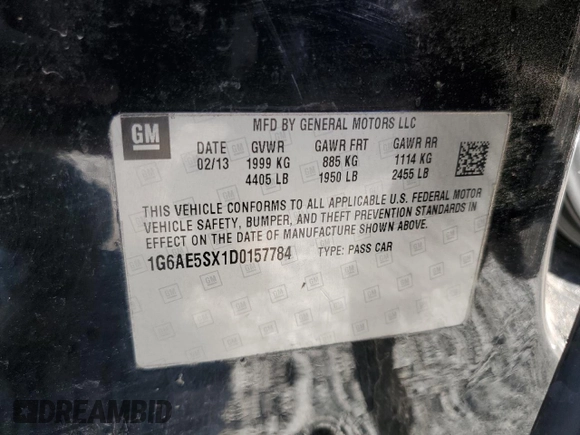 GM
MFD BY GENERAL MOTORS LLC
DATE GVWR GAWR FRT GAWR RR
02/13 1999 KG 885 KG 1114 KG
4405 LB 1950 LB 2455 LB
THIS VEHICLE CONFORMS TO ALL APPLICABLE U.S. FEDERAL MOTOR
VEHICLE SAFETY, BUMPER, AND THEFT PREVENTION STANDARDS IN
EFFECT ON THE DATE OF MANUFACTURE SHOWN ABOVE.
1G6AE5SX1D0157784 TYPE: PASS CAR
DREAMBID